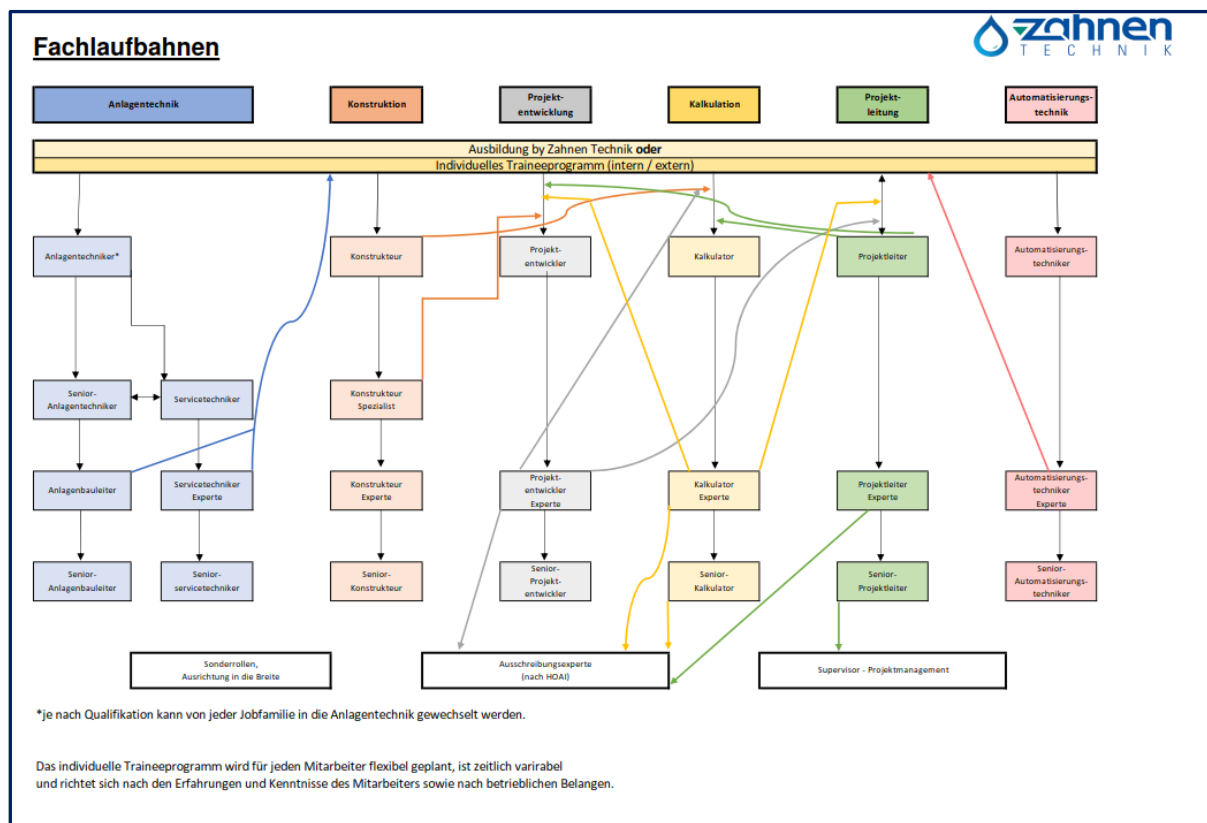 Fachlaufbahnen
zahnen
TECHNIK
Anlagentechnik
Konstruktion
Projekt-
entwicklung
Kalkulation
Projekt-
leitung
Automatisierungs-
technik
Ausbildung by Zahnen Technik oder
Individuelles Traineeprogramm (intern / extern)
Anlagentechniker*
Konstrukteur
Projekt-
entwickler
Kalkulator
Projektleiter
Automatisierungs-
techniker
Senior-
Anlagentechniker
Servicetechniker
Konstrukteur
Spezialist
Anlagenbauleiter
Servicetechniker
Experte
Konstrukteur
Experte
Projekt-
entwickler
Experte
Kalkulator
Experte
Projektleiter
Experte
Automatisierungs-
techniker
Experte
Senior-
Anlagenbauleiter
Senior-
servicetechniker
Senior-
Konstrukteur
Senior-
Projekt-
entwickler
Senior-
Kalkulator
Senior-
Projektleiter
Senior-
Automatisierungs-
techniker
Sonderrollen,
Ausrichtung in die Breite
Ausschreibungsexperte
(nach HOAI)
Supervisor - Projektmanagement
*je nach Qualifikation kann von jeder Jobfamilie in die Anlagentechnik gewechselt werden.
Das individuelle Traineeprogramm wird für jeden Mitarbeiter flexibel geplant, ist zeitlich varirabel
und richtet sich nach den Erfahrungen und Kenntnisse des Mitarbeiters sowie nach betrieblichen Belangen.